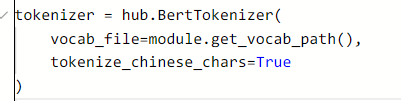 tokenizer = hub.BertTokenizer(
    vocab_file=module.get_vocab_path(),
    tokenize_chinese_chars=True
)